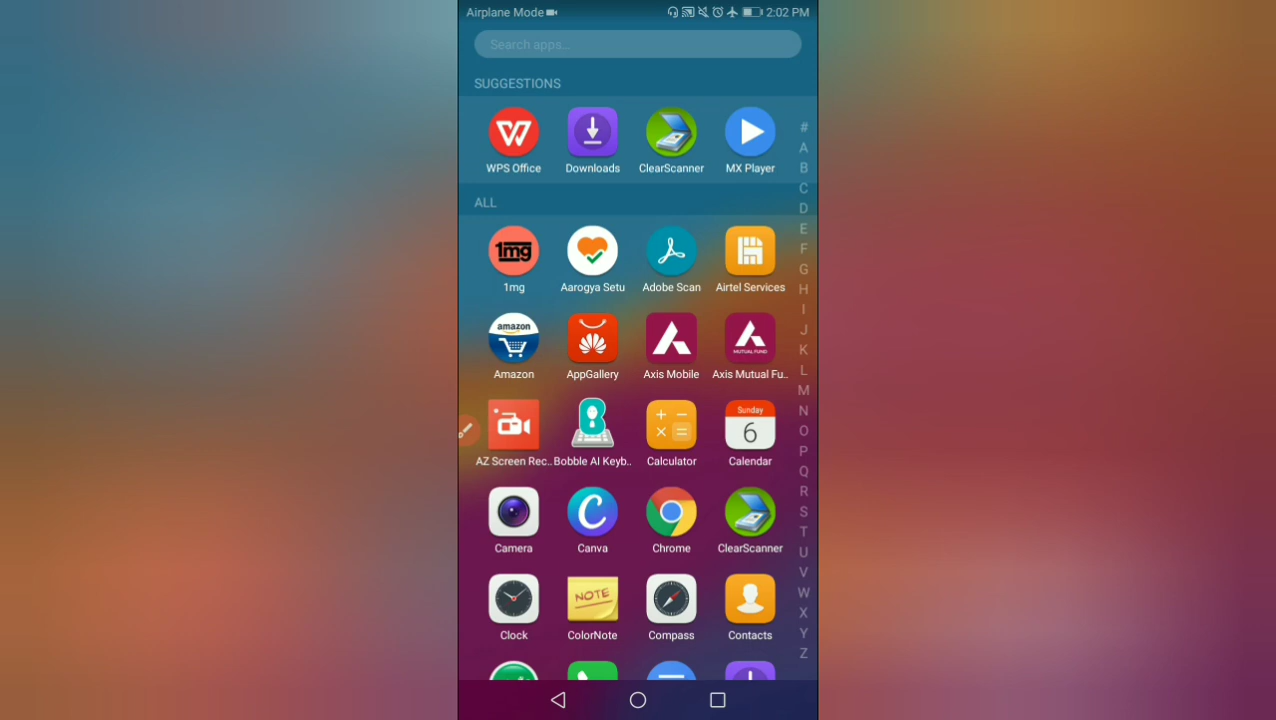 Airplane Mode 2:02 PM
Search apps...
SUGGESTIONS
WPS Office Downloads ClearScanner MX Player
ALL
1mg
1mg Aarogya Setu Adobe Scan Airtel Services
amazon
MUTUAL FUND
Amazon AppGallery Axis Mobile Axis Mutual Fu..
Sunday
6
AZ Screen Rec.. Bobble AI Keyb.. Calculator Calendar
Camera Canva Chrome ClearScanner
NOTE
Clock ColorNote Compass Contacts
#
A
B
C
D
E
F
G
H
I
J
K
L
M
N
O
P
Q
R
S
T
U
V
W
X
Y
Z